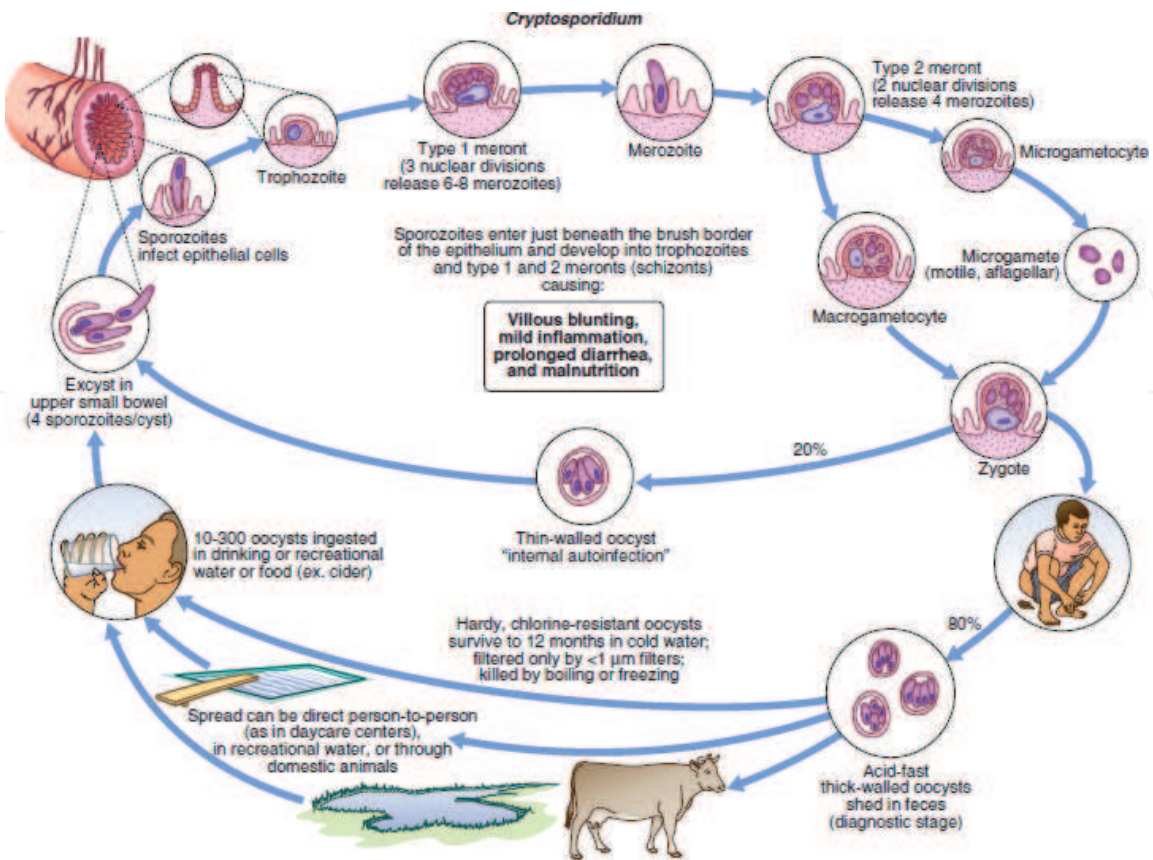 Cryptosporidium
Type 2 meront
(2 nuclear divisions
release 4 merozoites)
Microgametocyte
Type 1 meront
(3 nuclear divisions
release 6-8 merozoites)
Merozoite
Trophozoite
Sporozoites
infect epithelial cells
Sporozoites enter just beneath the brush border
of the epithelium and develop into trophozoites
and type 1 and 2 meronts (schizonts)
causing:
Microgamete
(motile, aflagellar)
Macrogametocyte
Villous blunting,
mild inflammation,
prolonged diarrhea,
and malnutrition
Excyst in
upper small bowel
(4 sporozoites/cyst)
20%
Zygote
Thin-walled oocyst
"internal autoinfection"
10-300 oocysts ingested
in drinking or recreational
water or food (ex. cider)
80%
Hardy, chlorine-resistant oocysts
survive to 12 months in cold water;
filtered only by <1 μm filters;
killed by boiling or freezing
Spread can be direct person-to-person
(as in daycare centers),
in recreational water, or through
domestic animals
Acid-fast
thick-walled oocysts
shed in feces
(diagnostic stage)